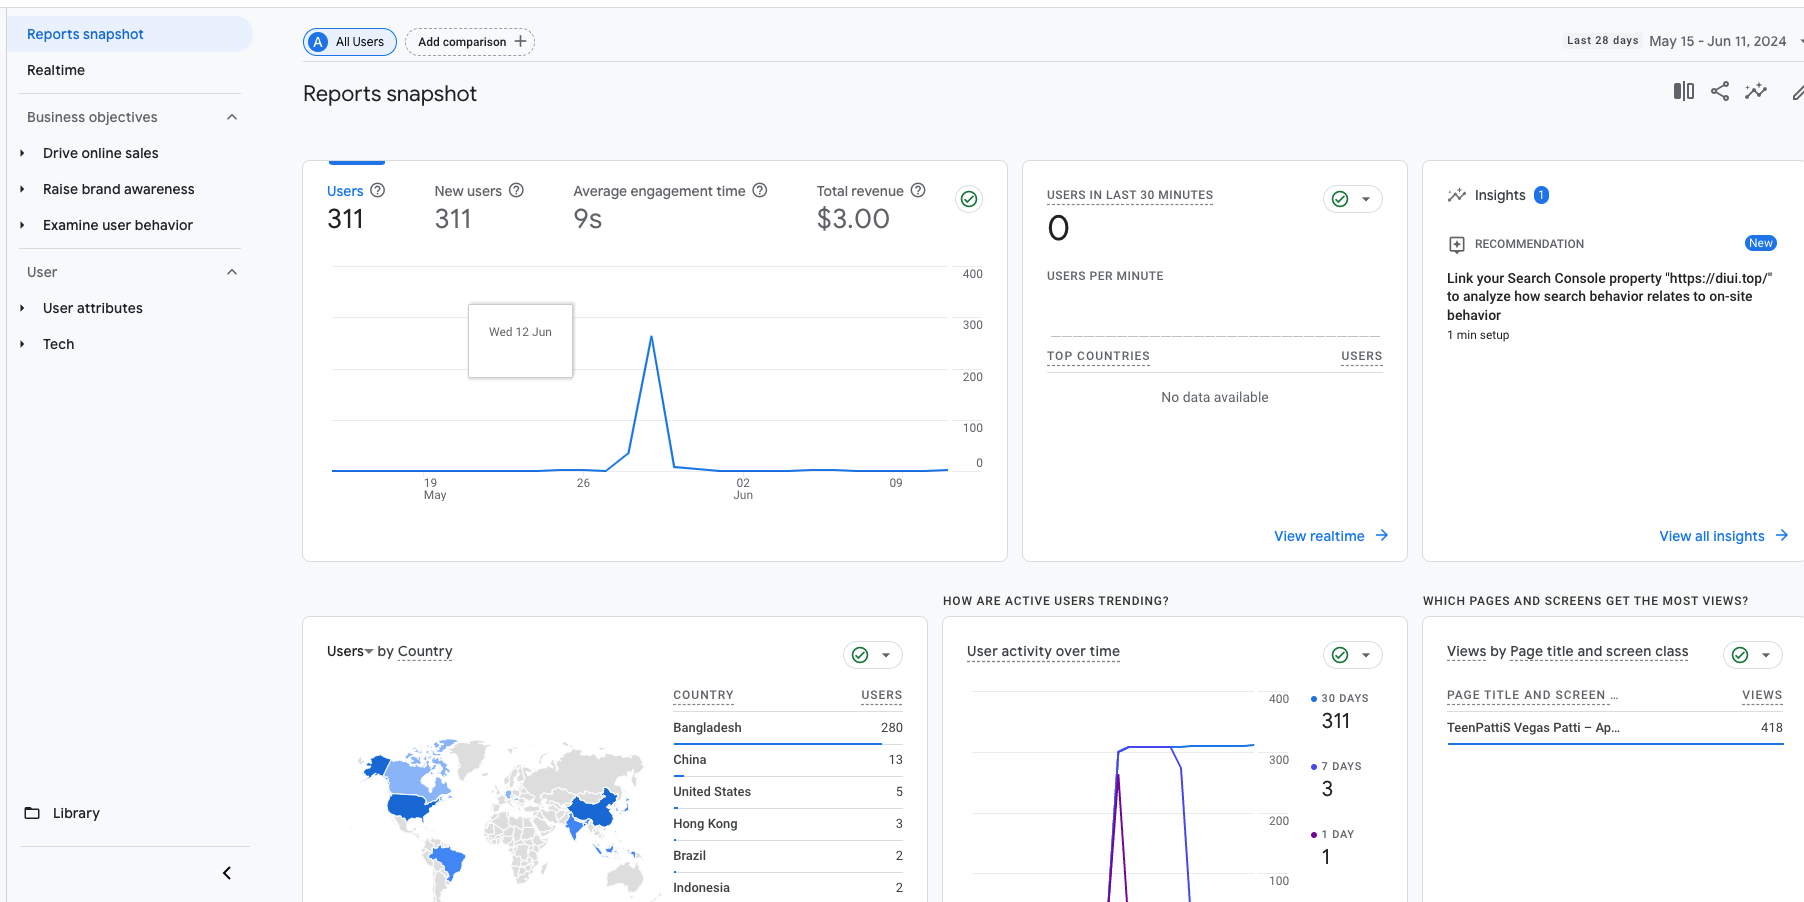 Reports snapshot
Realtime
Business objectives
Drive online sales
Raise brand awareness
Examine user behavior
User
User attributes
Tech
Library
A All Users
Add comparison
Last 28 days May 15 - Jun 11, 2024
Reports snapshot
Users
311
New users
311
Average engagement time
9s
Total revenue
$3.00
400
300
200
100
0
Wed 12 Jun
19
May
26
02
Jun
09
USERS IN LAST 30 MINUTES
0
USERS PER MINUTE
TOP COUNTRIES USERS
No data available
View realtime
Insights 1
RECOMMENDATION New
Link your Search Console property "https://diui.top/"
to analyze how search behavior relates to on-site
behavior
1 min setup
View all insights
Users by Country
COUNTRY USERS
Bangladesh 280
China 13
United States 5
Hong Kong 3
Brazil 2
Indonesia 2
HOW ARE ACTIVE USERS TRENDING?
User activity over time
400
300
200
100
30 DAYS
311
7 DAYS
3
1 DAY
1
WHICH PAGES AND SCREENS GET THE MOST VIEWS?
Views by Page title and screen class
PAGE TITLE AND SCREEN … VIEWS
TeenPattiS Vegas Patti – Ap… 418